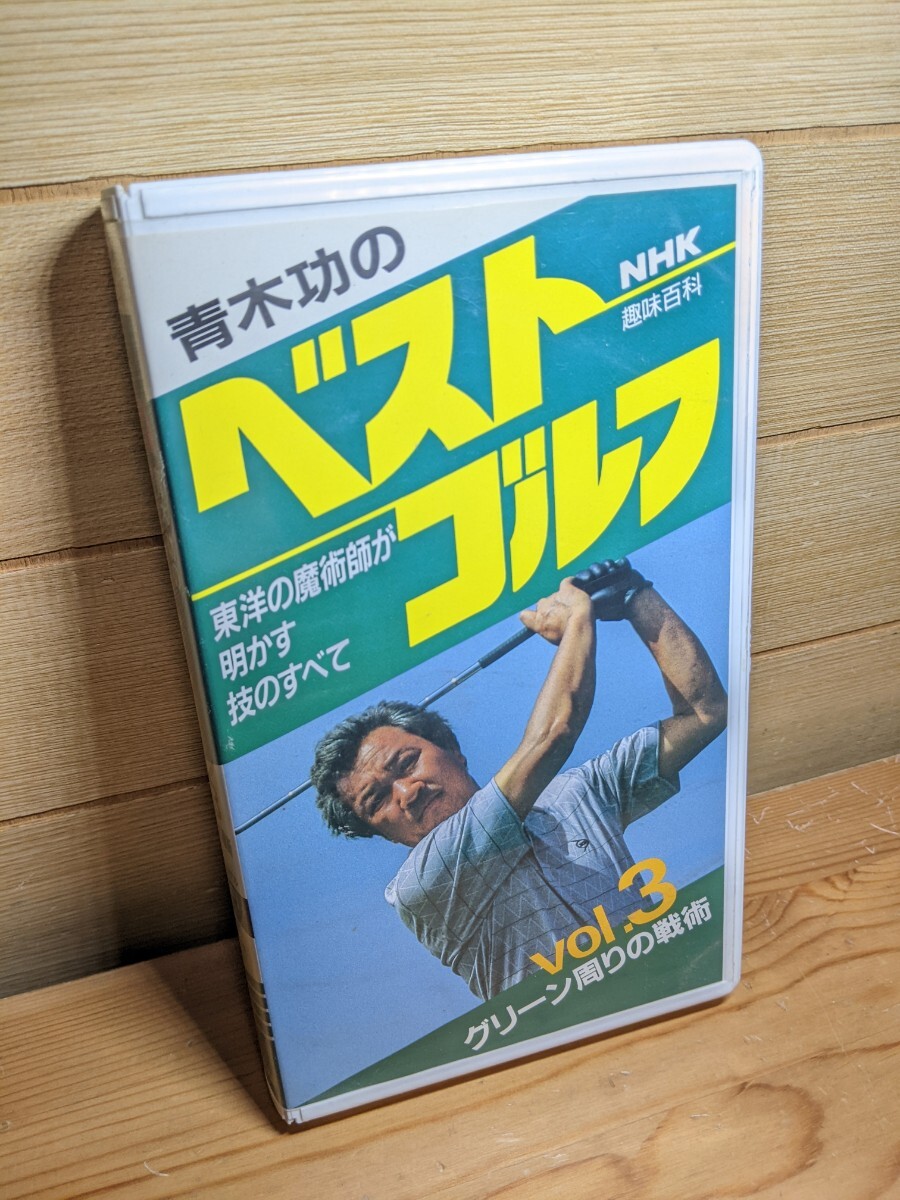 青木功の
ベスト
ゴルフ
NHK
趣味百科
東洋の魔術師が
明かす
技のすべて
vol.3
グリーン周りの戦術